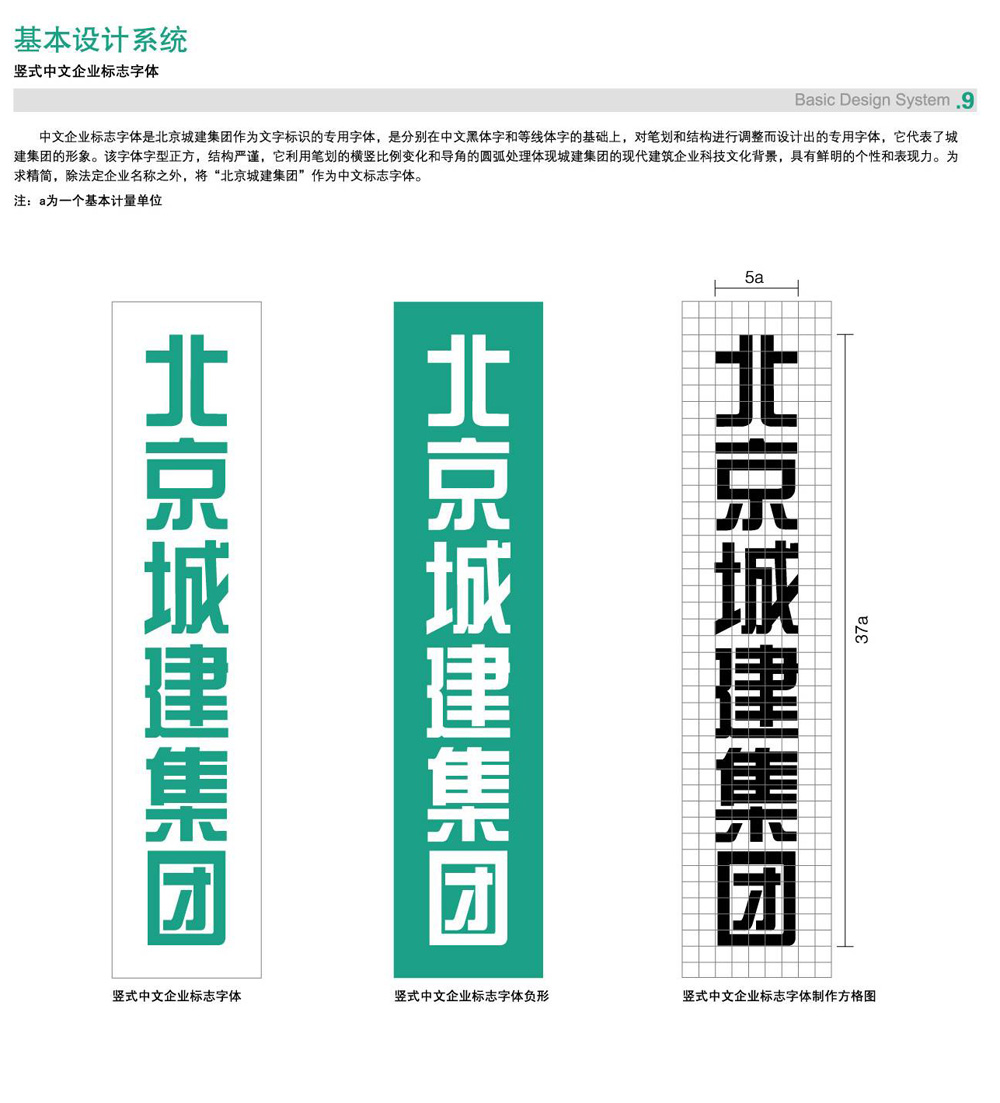 基本设计系统
竖式中文企业标志字体
Basic Design System .9
中文企业标志字体是北京城建集团作为文字标识的专用字体，是分别在中文黑体字和等线体字的基础上，对笔划和结构进行调整而设计出的专用字体，它代表了城
建集团的形象。该字体字型正方，结构严谨，它利用笔划的横竖比例变化和导角的圆弧处理体现城建集团的现代建筑企业科技文化背景，具有鲜明的个性和表现力。为
求精简，除法定企业名称之外，将“北京城建集团”作为中文标志字体。
注：a为一个基本计量单位
北京城建集团
竖式中文企业标志字体
北京城建集团
竖式中文企业标志字体负形
5a
北京城建集团
37a
竖式中文企业标志字体制作方格图